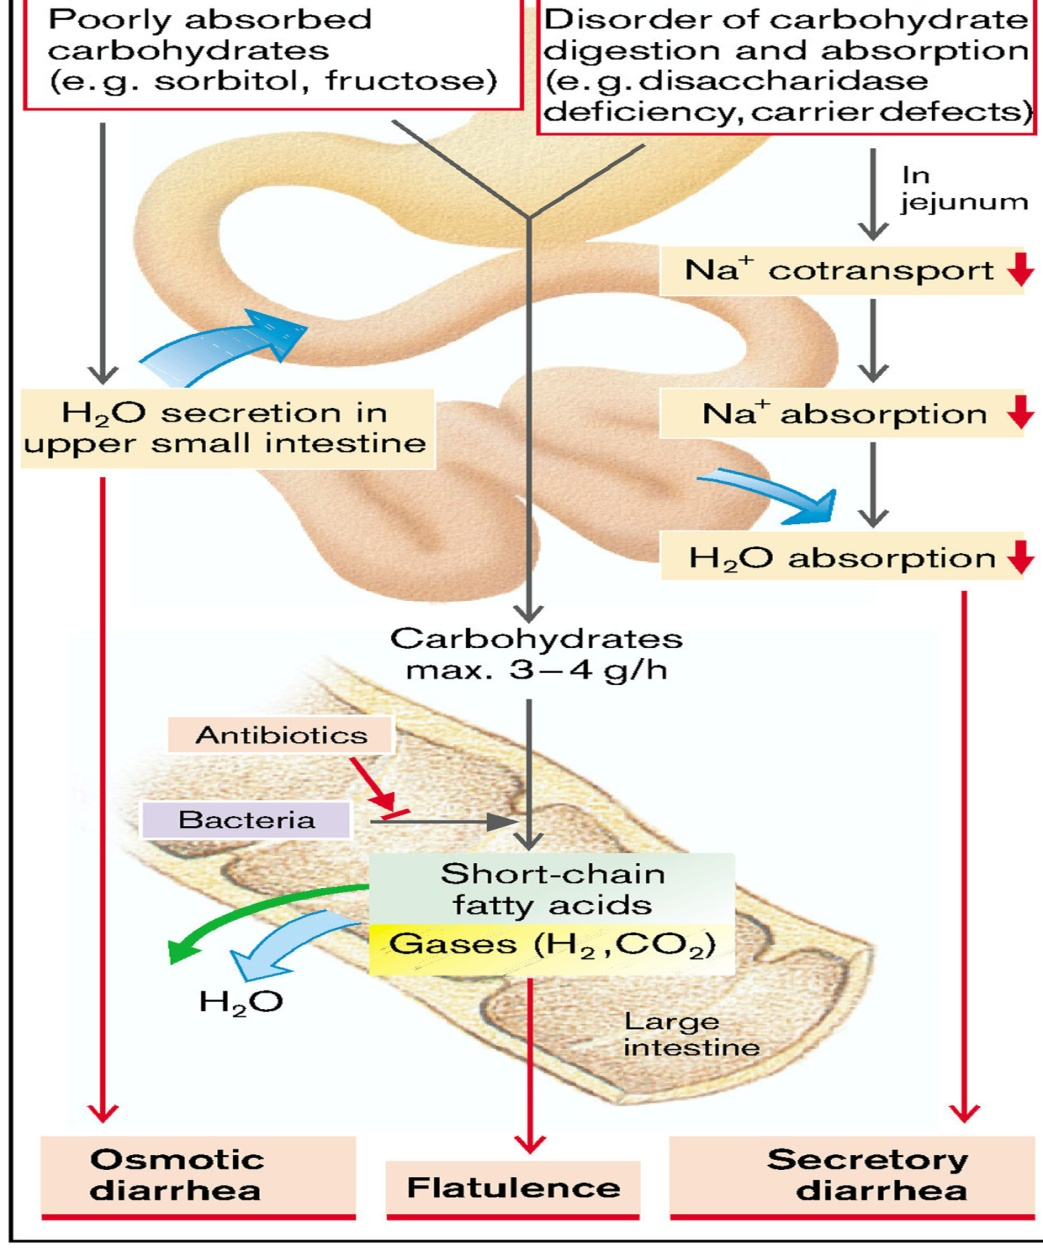 Poorly absorbed
carbohydrates
(e.g. sorbitol, fructose)
Disorder of carbohydrate
digestion and absorption
(e.g. disaccharidase
deficiency, carrier defects)
In
jejunum
Na⁺ cotransport
H₂O secretion in
upper small intestine
Na⁺ absorption
H₂O absorption
Carbohydrates
max. 3–4 g/h
Antibiotics
Bacteria
Short-chain
fatty acids
Gases (H₂,CO₂)
H₂O
Large
intestine
Osmotic
diarrhea
Flatulence
Secretory
diarrhea